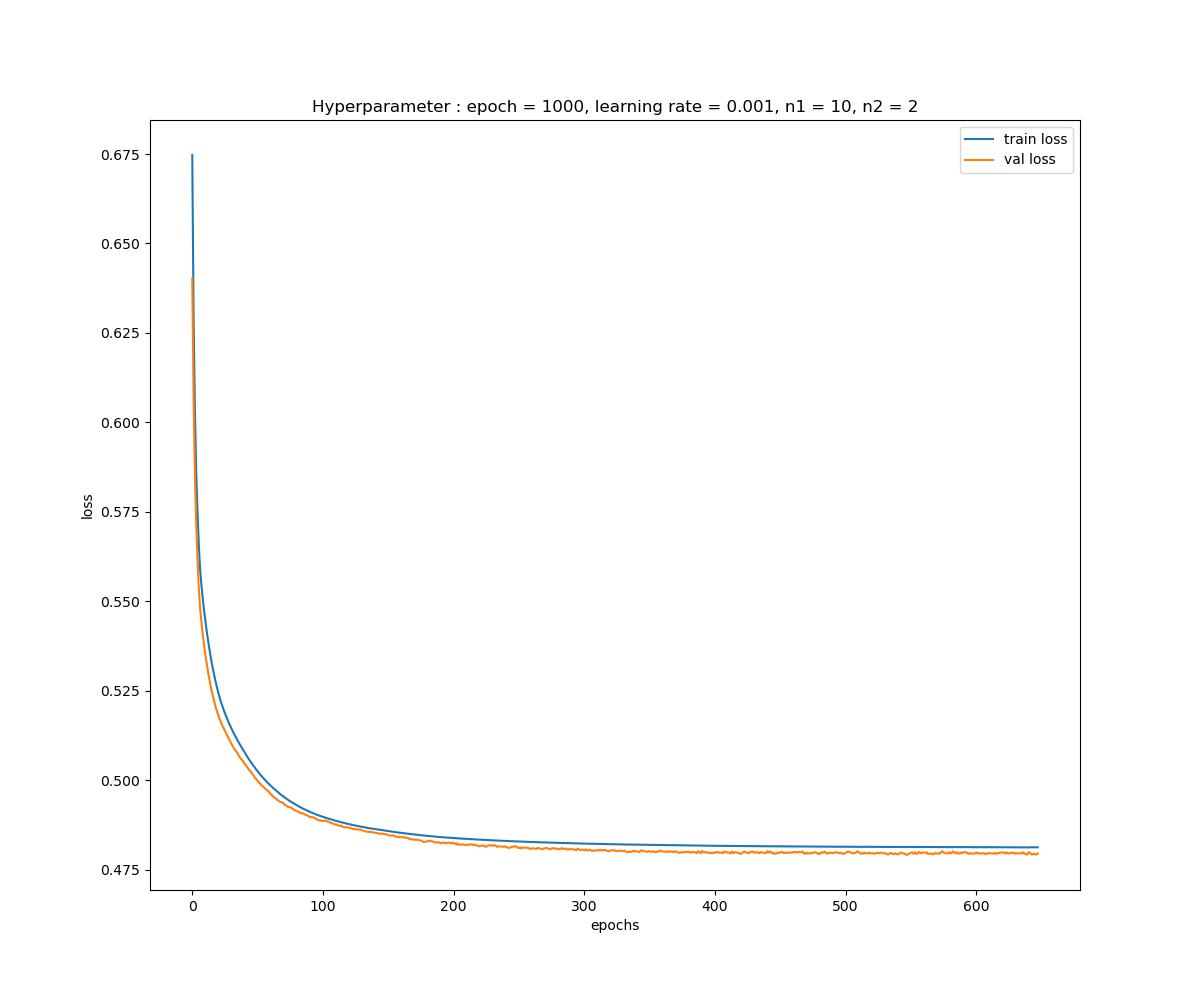 Hyperparameter : epoch = 1000, learning rate = 0.001, n1 = 10, n2 = 2
train loss
val loss
0.675
0.650
0.625
0.600
0.575
0.550
0.525
0.500
0.475
loss
0 100 200 300 400 500 600
epochs